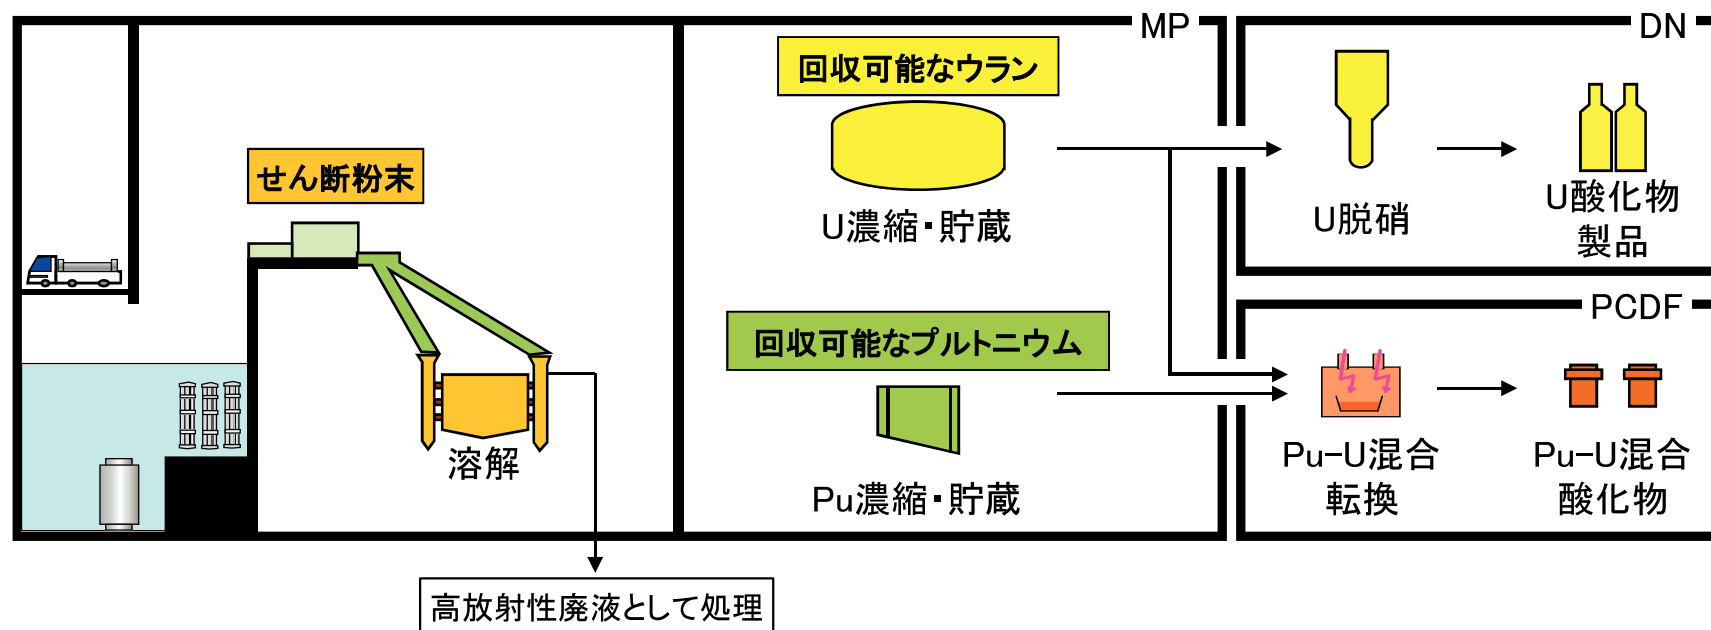 MP
DN
回収可能なウラン
せん断粉末
U濃縮・貯蔵
U脱硝
U酸化物
製品
PCDF
回収可能なプルトニウム
溶解
Pu濃縮・貯蔵
Pu−U混合
転換
Pu−U混合
酸化物
高放射性廃液として処理